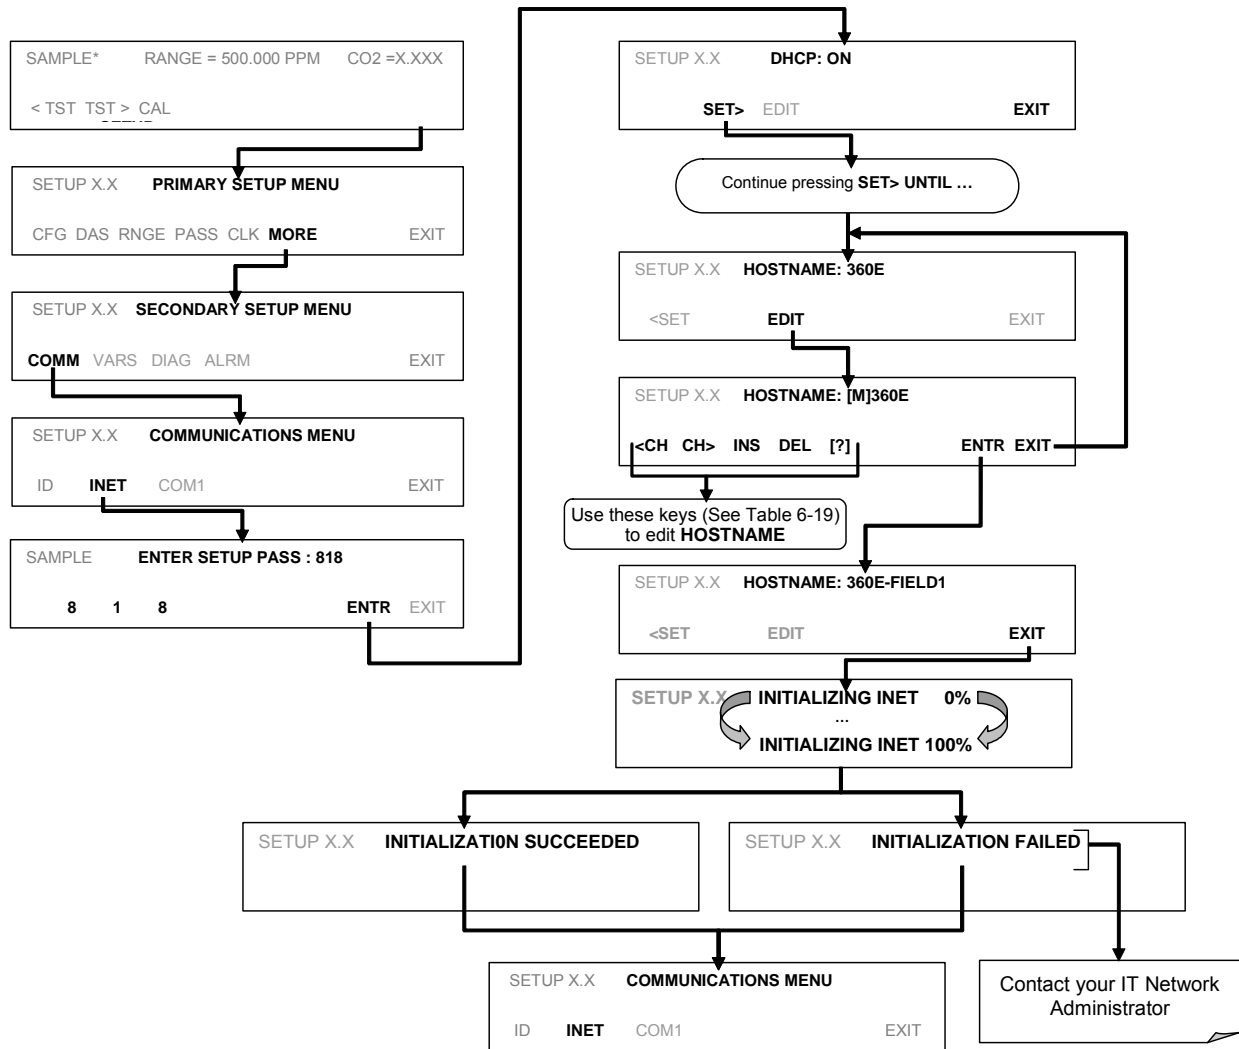 SAMPLE* RANGE = 500.000 PPM CO2 =X.XXX
< TST TST > CAL
SETUP X.X PRIMARY SETUP MENU
CFG DAS RNGE PASS CLK MORE EXIT
SETUP X.X SECONDARY SETUP MENU
COMM VARS DIAG ALRM EXIT
SETUP X.X COMMUNICATIONS MENU
ID INET COM1 EXIT
SAMPLE ENTER SETUP PASS : 818
8 1 8 ENTR EXIT
SETUP X.X DHCP: ON
SET> EDIT EXIT
Continue pressing SET> UNTIL …
SETUP X.X HOSTNAME: 360E
<SET EDIT EXIT
SETUP X.X HOSTNAME: [M]360E
<CH CH> INS DEL [?] ENTR EXIT
Use these keys (See Table 6-19)
to edit HOSTNAME
SETUP X.X HOSTNAME: 360E-FIELD1
<SET EDIT EXIT
SETUP X.X INITIALIZING INET 0%
…
INITIALIZING INET 100%
SETUP X.X INITIALIZATI0N SUCCEEDED
SETUP X.X INITIALIZATION FAILED
SETUP X.X COMMUNICATIONS MENU
ID INET COM1 EXIT
Contact your IT Network
Administrator